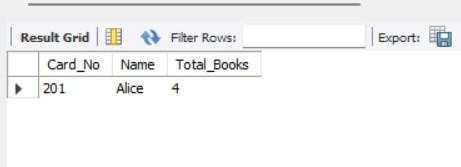 Result Grid Filter Rows: Export:
Card_No Name Total_Books
201 Alice 4